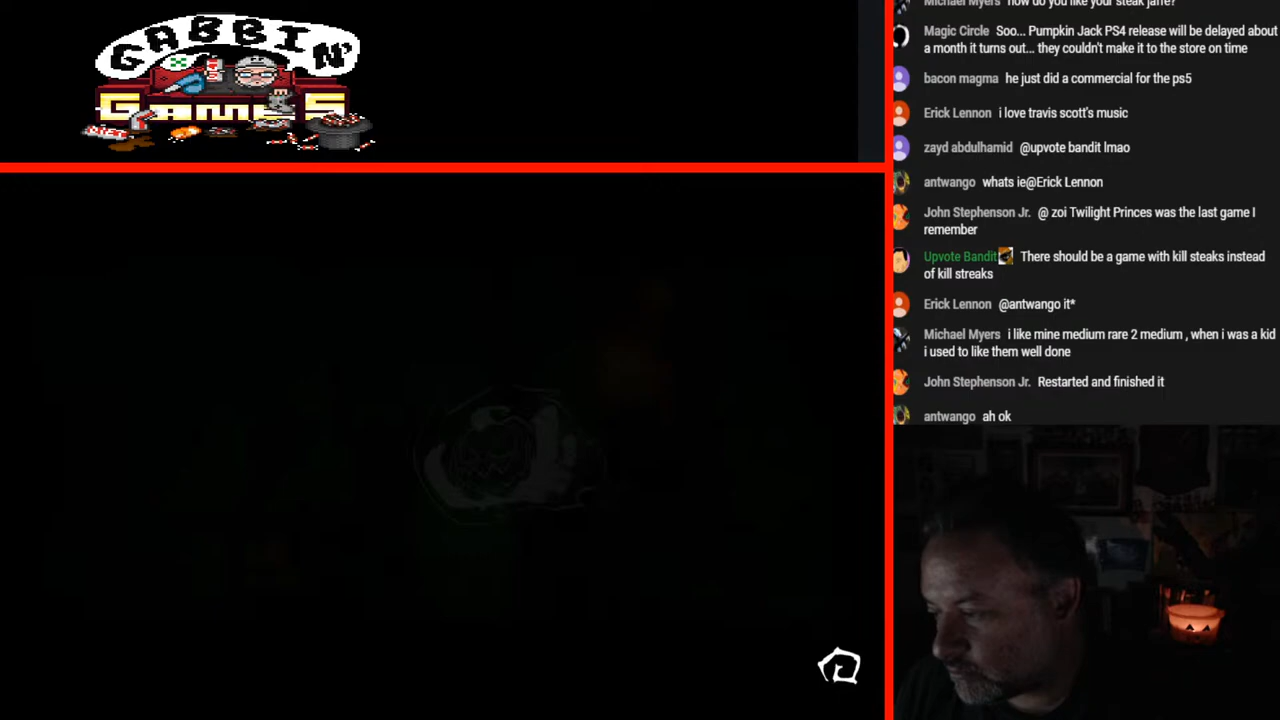 GABBIN'
GAMES
Michael Myers how do you like your steak jaffe?
Magic Circle Soo... Pumpkin Jack PS4 release will be delayed about
a month it turns out... they couldn't make it to the store on time
bacon magma he just did a commercial for the ps5
Erick Lennon i love travis scott's music
zayd abdulhamid @upvote bandit lmao
antwango whats ie@Erick Lennon
John Stephenson Jr. @ zoi Twilight Princes was the last game I
remember
Upvote Bandit There should be a game with kill steaks instead
of kill streaks
Erick Lennon @antwango it*
Michael Myers i like mine medium rare 2 medium , when i was a kid
i used to like them well done
John Stephenson Jr. Restarted and finished it
antwango ah ok